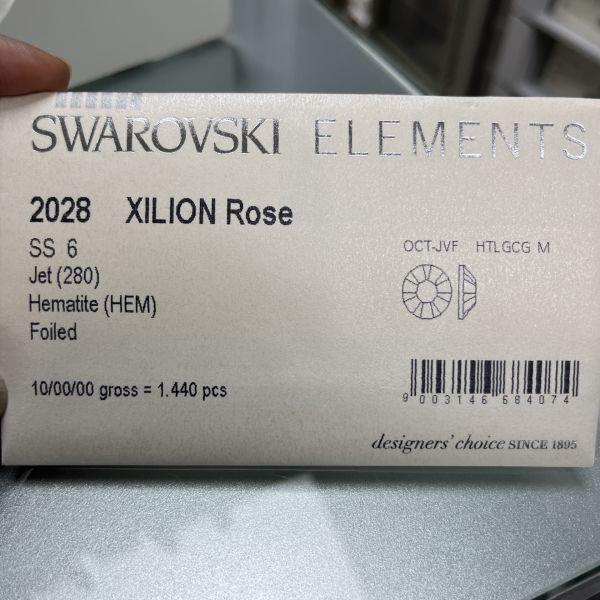 SWAROVSKI ELEMENTS
2028 XILION Rose
SS 6
Jet (280)
Hematite (HEM)
Foiled
10/00/00 gross = 1.440 pcs
OCT-JVF HTLGCG M
9 003146 684074
designers' choice SINCE 1895